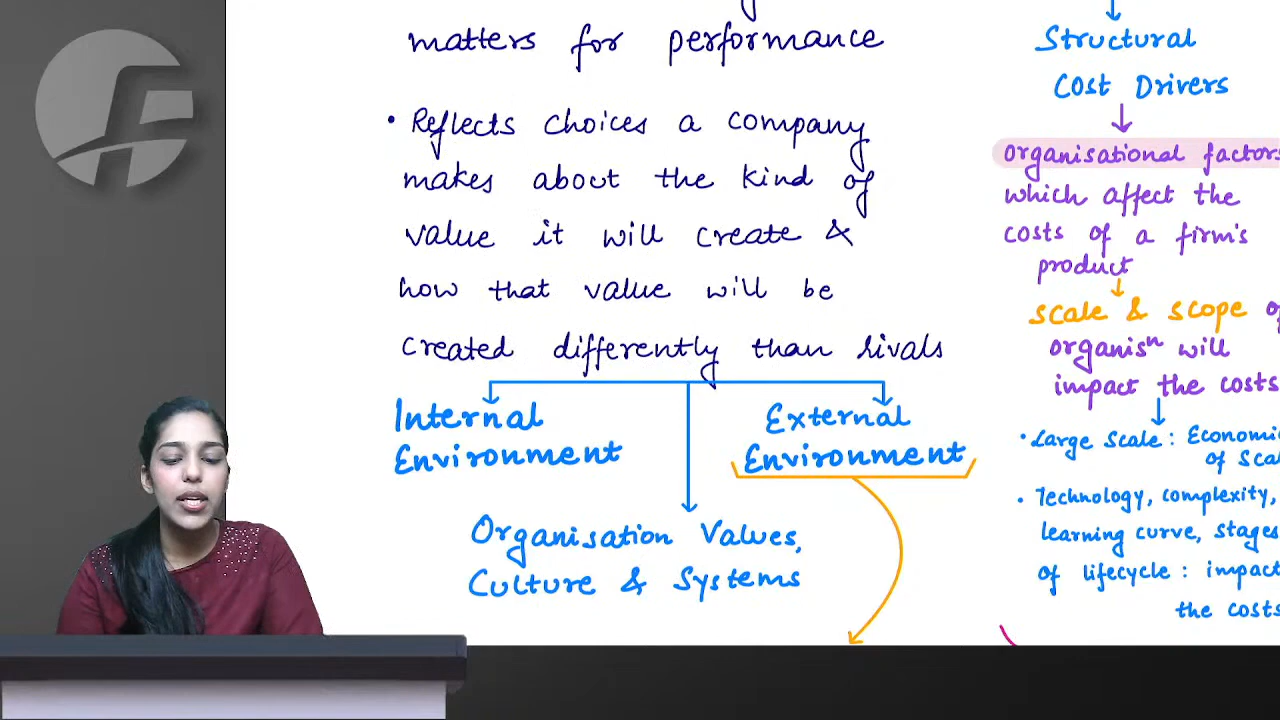 matters for performance
• Reflects choices a company
makes about the kind of
value it will create &
how that value will be
created differently than rivals
Internal
Environment
External
Environment
Organisation Values,
Culture & Systems
Structural
Cost Drivers
Organisational factors
which affect the
costs of a firm's
product
Scale & scope
organisⁿ will
impact the costs
• Large Scale: Economi
of Scal
• Technology, complexity,
learning curve, stages
of lifecycle: impact
the costs